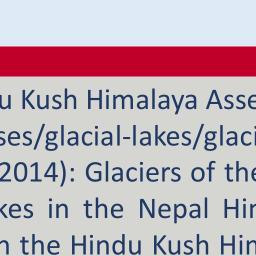 u Kush Himalaya Asse
ses/glacial-lakes/glaci
2014): Glaciers of the
kes in the Nepal Hin
n the Hindu Kush Him